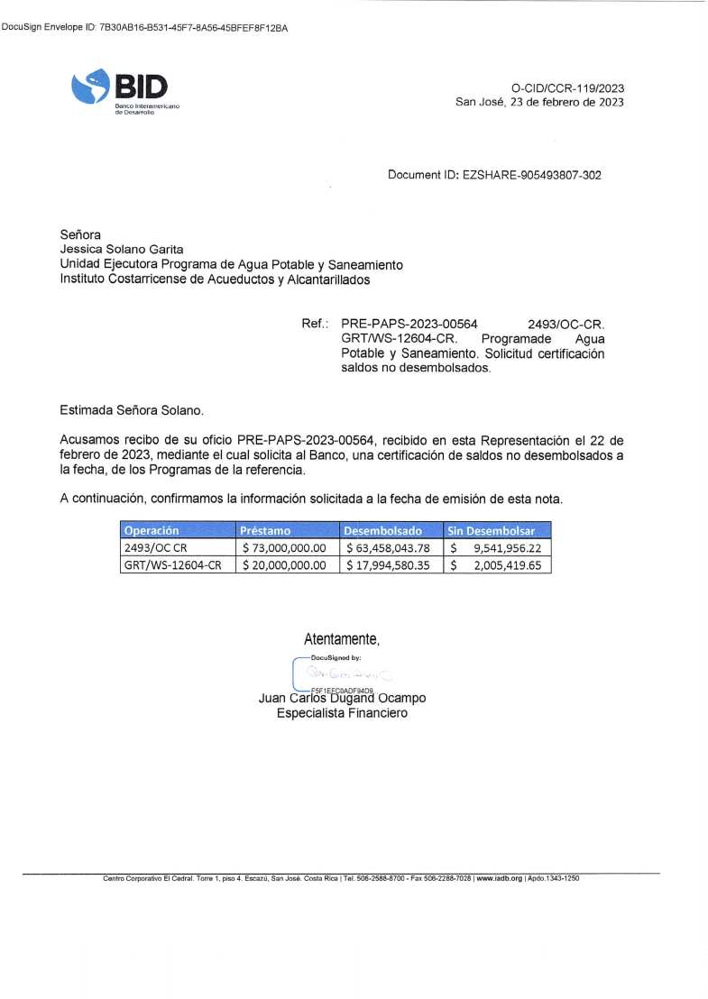 DocuSign Envelope ID: 7B30AB16-B531-45F7-8A56-45BFEF8F12BA
BID
Banco Interamericano
de Desarrollo
O-CID/CCR-119/2023
San José, 23 de febrero de 2023
Document ID: EZSHARE-905493807-302
Señora
Jessica Solano Garita
Unidad Ejecutora Programa de Agua Potable y Saneamiento
Instituto Costarricense de Acueductos y Alcantarillados
Ref.: PRE-PAPS-2023-00564 2493/OC-CR.
GRT/WS-12604-CR. Programade Agua
Potable y Saneamiento. Solicitud certificación
saldos no desembolsados.
Estimada Señora Solano.
Acusamos recibo de su oficio PRE-PAPS-2023-00564, recibido en esta Representación el 22 de
febrero de 2023, mediante el cual solicita al Banco, una certificación de saldos no desembolsados a
la fecha, de los Programas de la referencia.
A continuación, confirmamos la información solicitada a la fecha de emisión de esta nota.
Operación Préstamo Desembolsado Sin Desembolsar
2493/OC CR $ 73,000,000.00 $ 63,458,043.78 $ 9,541,956.22
GRT/WS-12604-CR $ 20,000,000.00 $ 17,994,580.35 $ 2,005,419.65
Atentamente,
DocuSigned by:
F5F1EFC0ADF94D9...
Juan Carlos Dugand Ocampo
Especialista Financiero
Centro Corporativo El Cedral. Torre 1, piso 4. Escazú, San José. Costa Rica | Tel. 506-2588-8700 - Fax 506-2288-7028 | www.iadb.org | Apdo.1343-1250